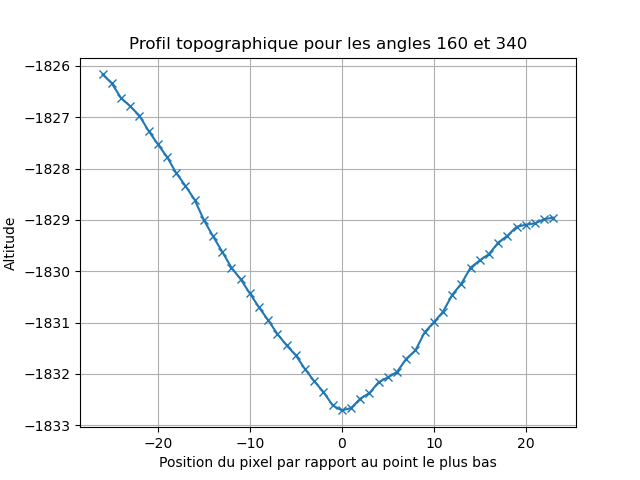 Profil topographique pour les angles 160 et 340
−1826
−1827
−1828
−1829
−1830
−1831
−1832
−1833
Altitude
−20 −10 0 10 20
Position du pixel par rapport au point le plus bas